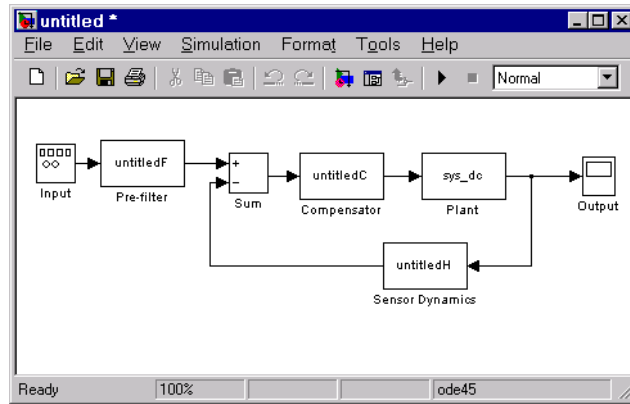 untitled *
File Edit View Simulation Format Tools Help
Normal
untitledF
+
−
untitledC
sys_dc
Input
Pre-filter
Sum
Compensator
Plant
Output
untitledH
Sensor Dynamics
Ready 100% ode45